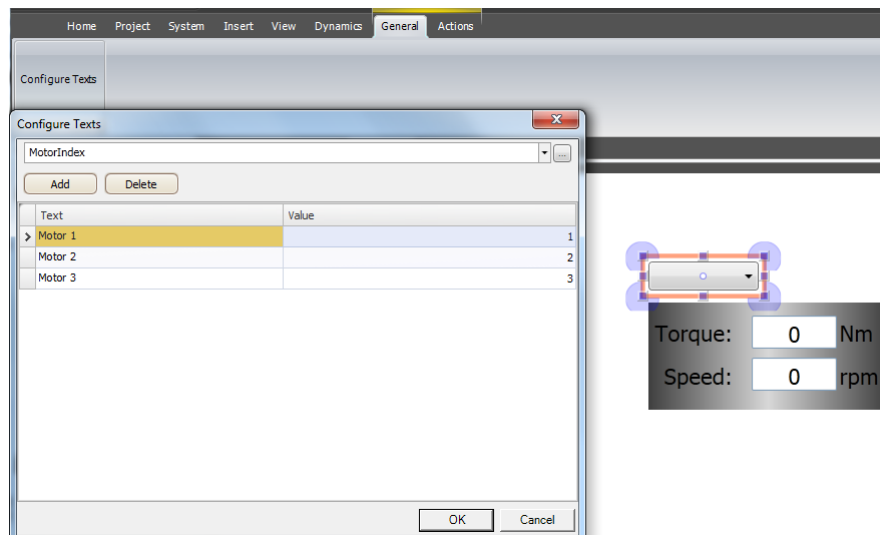 Home Project System Insert View Dynamics General Actions
Configure Texts
Configure Texts
MotorIndex
...
Add Delete
Text Value
Motor 1 1
Motor 2 2
Motor 3 3
OK Cancel
Torque: 0 Nm
Speed: 0 rpm